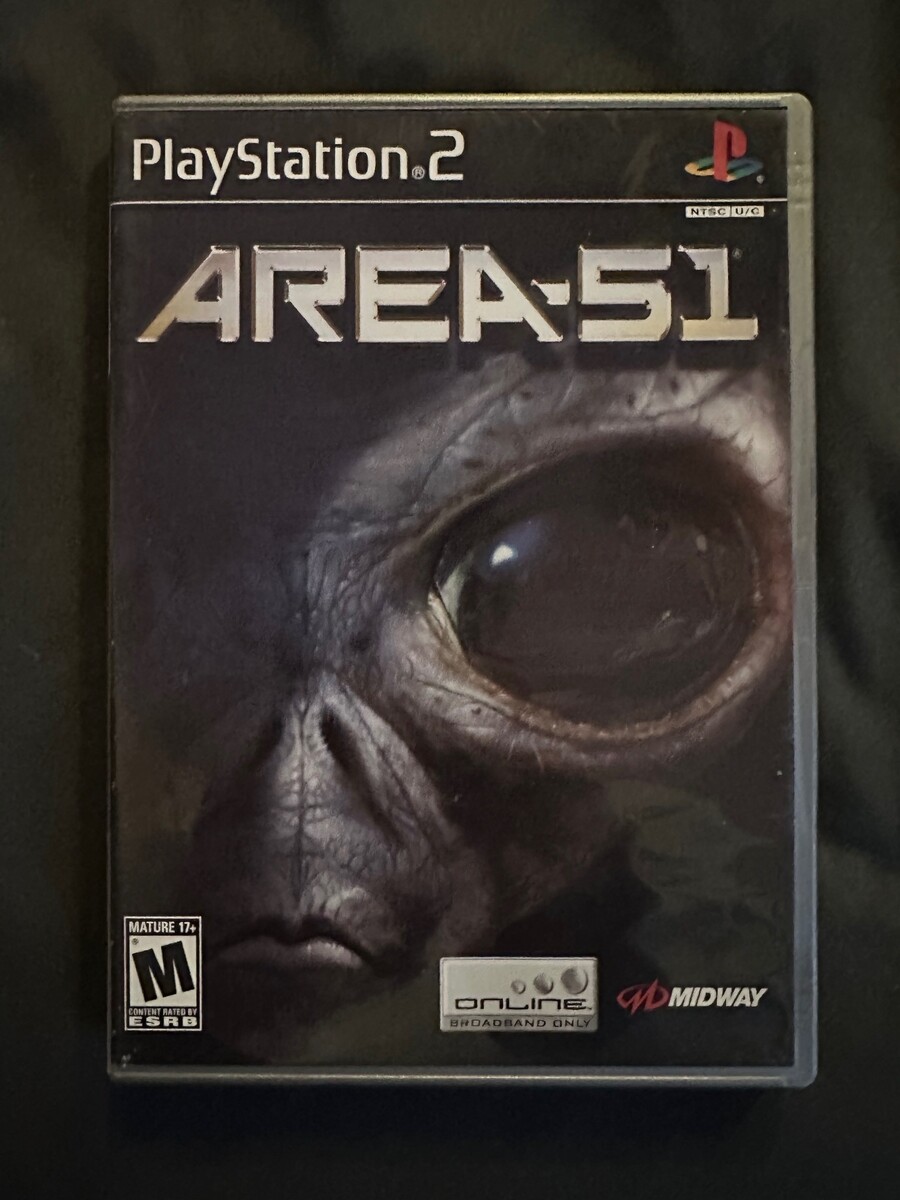 PlayStation®2
NTSC U/C
AREA-51®
MATURE 17+
M
®
CONTENT RATED BY
ESRB
ONLINE
BROADBAND ONLY
MIDWAY